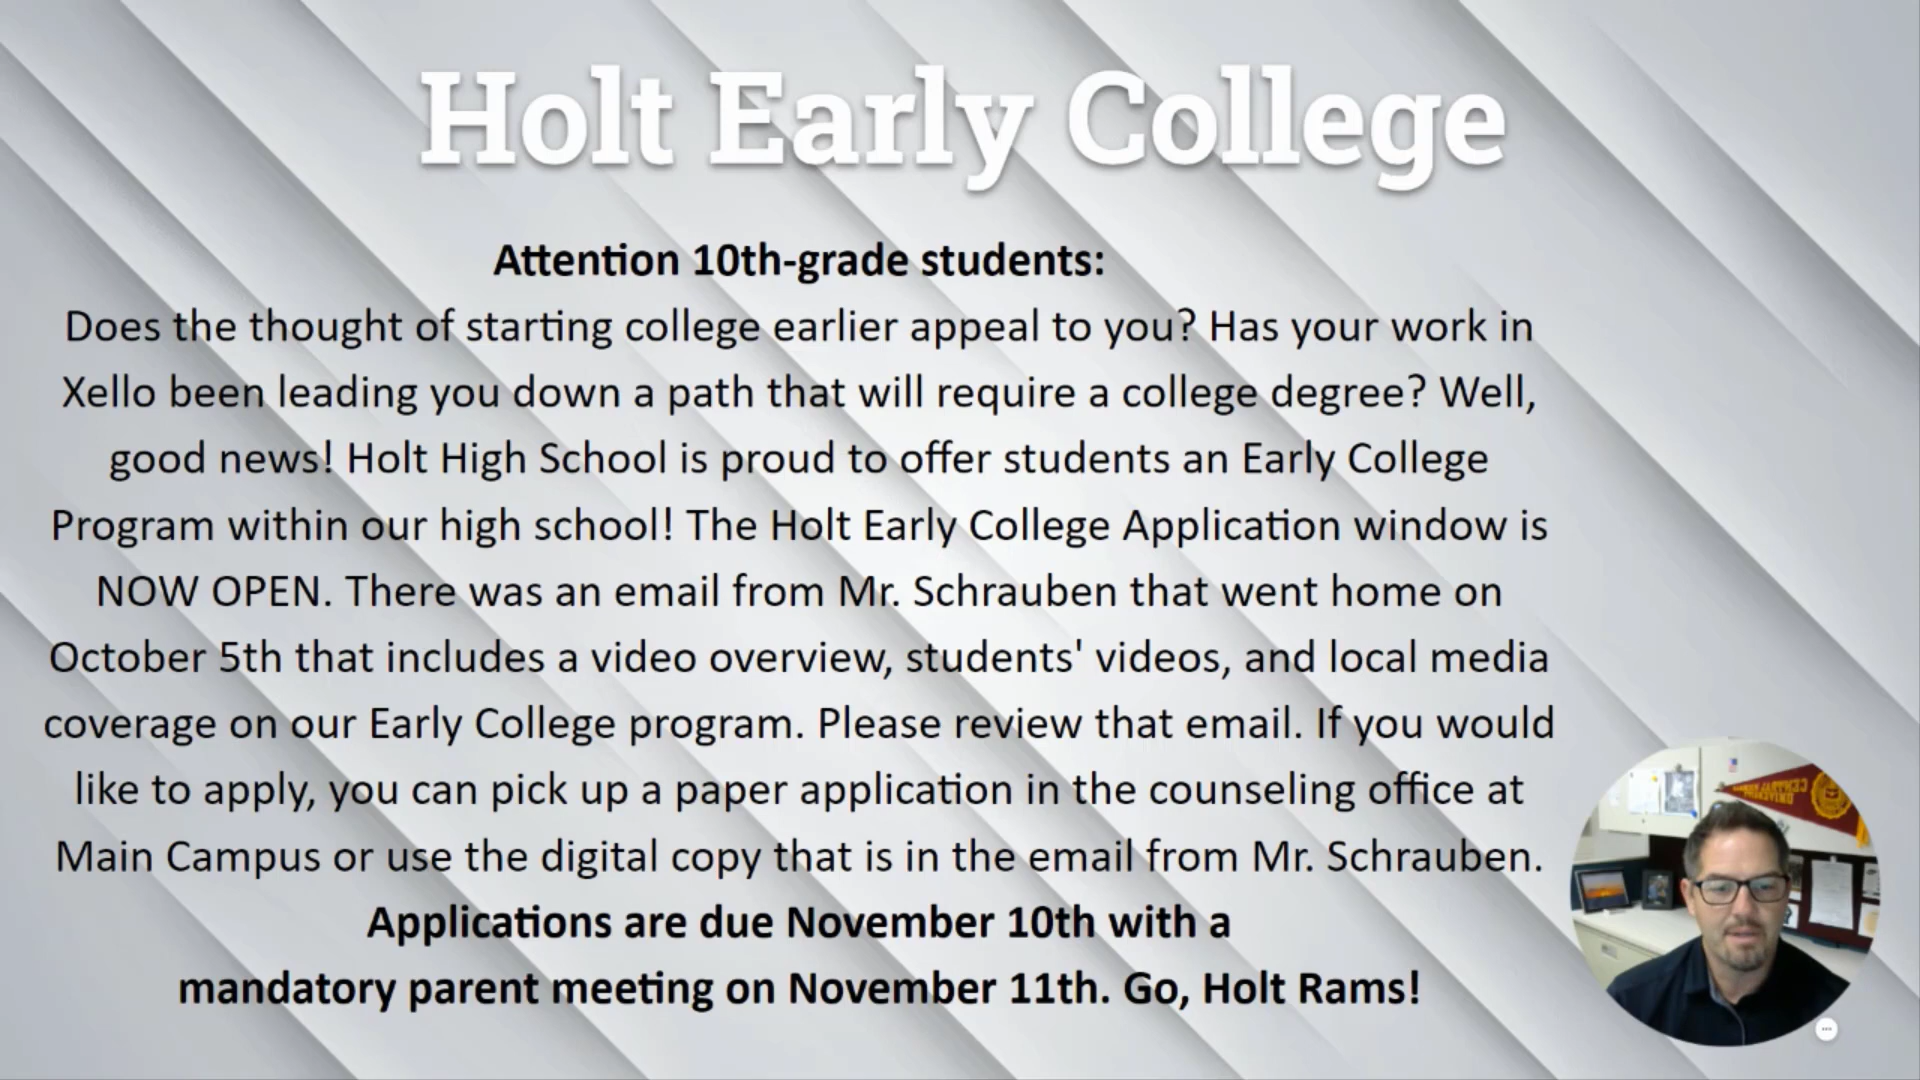 Holt Early College
Attention 10th-grade students:
Does the thought of starting college earlier appeal to you? Has your work in
Xello been leading you down a path that will require a college degree? Well,
good news! Holt High School is proud to offer students an Early College
Program within our high school! The Holt Early College Application window is
NOW OPEN. There was an email from Mr. Schrauben that went home on
October 5th that includes a video overview, students' videos, and local media
coverage on our Early College program. Please review that email. If you would
like to apply, you can pick up a paper application in the counseling office at
Main Campus or use the digital copy that is in the email from Mr. Schrauben.
Applications are due November 10th with a
mandatory parent meeting on November 11th. Go, Holt Rams!
CENTRAL
UNIVERSITY